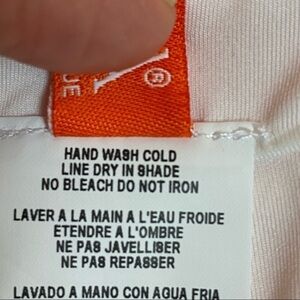 HAND WASH COLD
LINE DRY IN SHADE
NO BLEACH DO NOT IRON
LAVER A LA MAIN A L'EAU FROIDE
ETENDRE A L'OMBRE
NE PAS JAVELLISER
NE PAS REPASSER
LAVADO A MANO CON AGUA FRIA